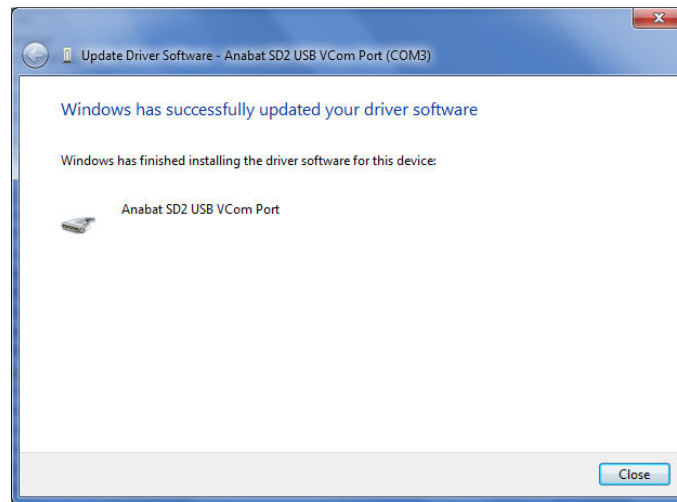 Update Driver Software - Anabat SD2 USB VCom Port (COM3)
Windows has successfully updated your driver software
Windows has finished installing the driver software for this device:
Anabat SD2 USB VCom Port
Close